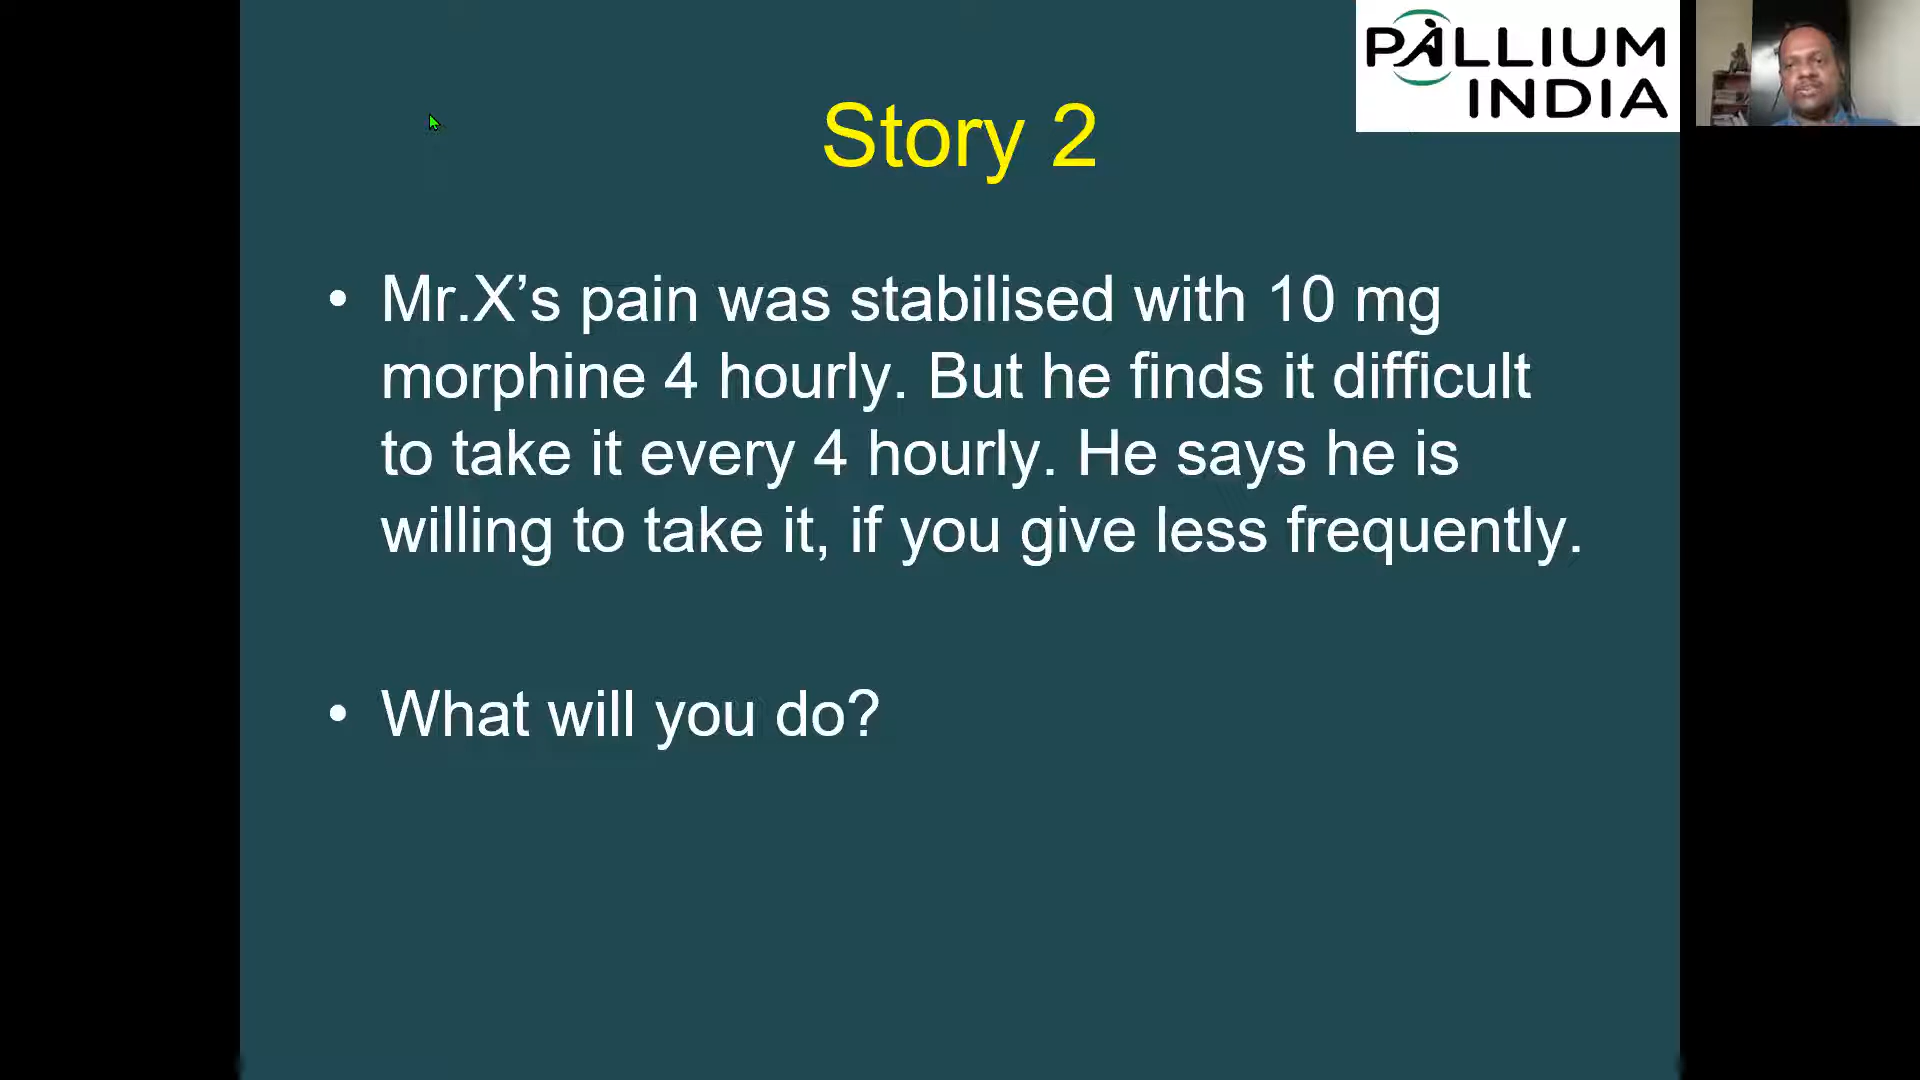 PALLIUM
INDIA
Story 2
• Mr.X’s pain was stabilised with 10 mg
morphine 4 hourly. But he finds it difficult
to take it every 4 hourly. He says he is
willing to take it, if you give less frequently.
• What will you do?